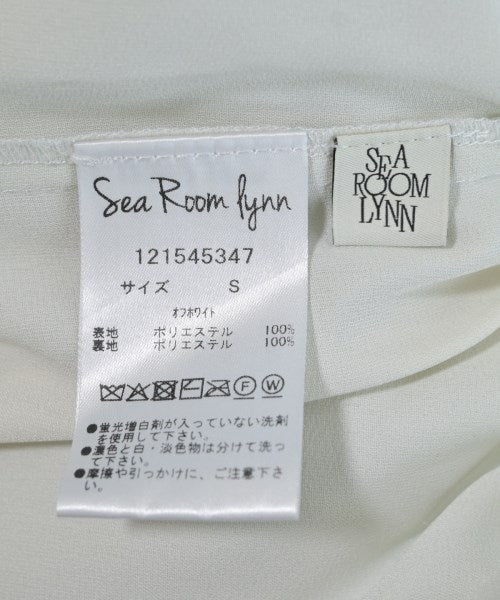 Sea Room lynn
121545347
サイズ S
オフホワイト
表地 ポリエステル 100%
裏地 ポリエステル 100%
F W
●蛍光増白剤が入っていない洗剤
を使用して下さい。
●濃色と白・淡色物は分けて洗っ
て下さい。
●摩擦や引っかけに、ご注意下さ
い。
SEA
ROOM
LYNN